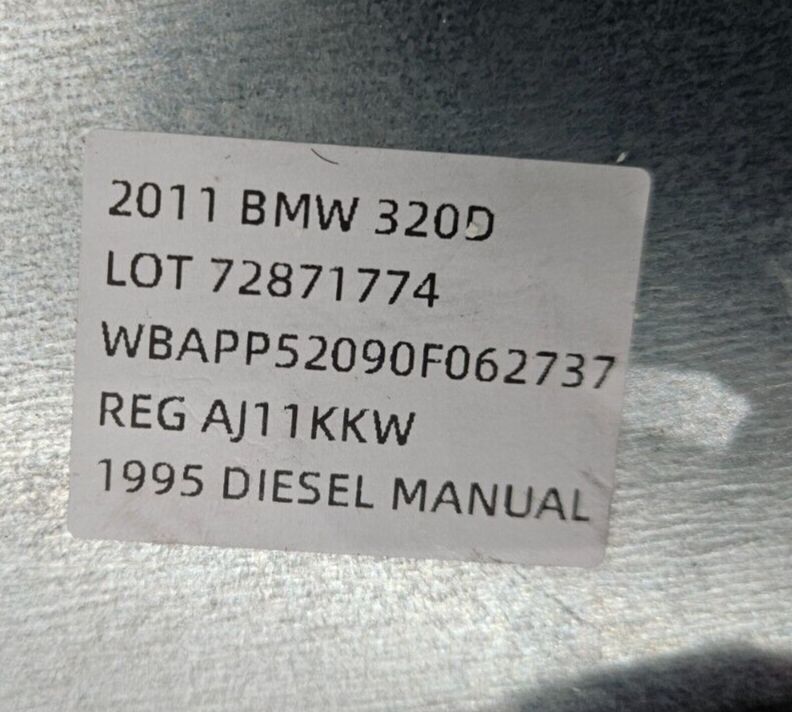 2011 BMW 320D
LOT 72871774
WBAPP52090F062737
REG AJ11KKW
1995 DIESEL MANUAL